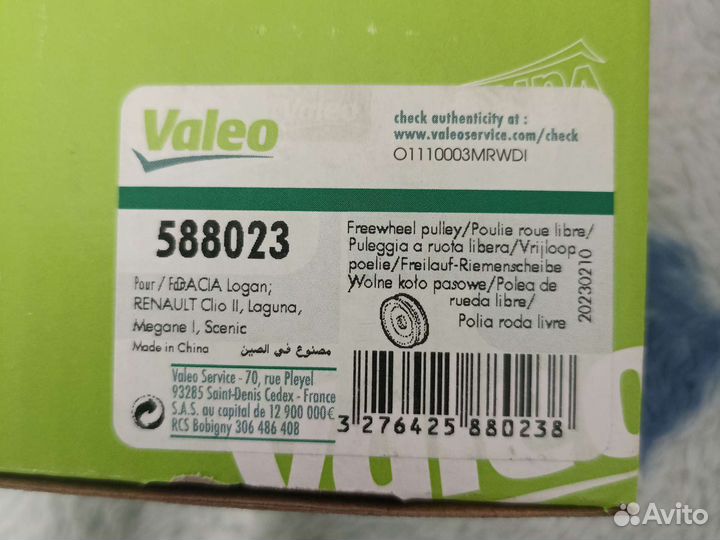 Valeo
check authenticity at :
www.valeoservice.com/check
O1110003MRWDI
588023
Freewheel pulley/Poulie roue libre/
Puleggia a ruota libera/Vrijloop
poelie/Freilauf-Riemenscheibe
Wolne koło pasowe/Polea de
rueda libre/
Polia roda livre
20230210
Pour / DACIA Logan;
RENAULT Clio II, Laguna,
Megane I, Scenic
Made in China
مصنوع في الصين
Valeo Service - 70, rue Pleyel
93285 Saint-Denis Cedex - France
S.A.S. au capital de 12 900 000€
RCS Bobigny 306 486 408
3 276425 880238
Valeo
Avito